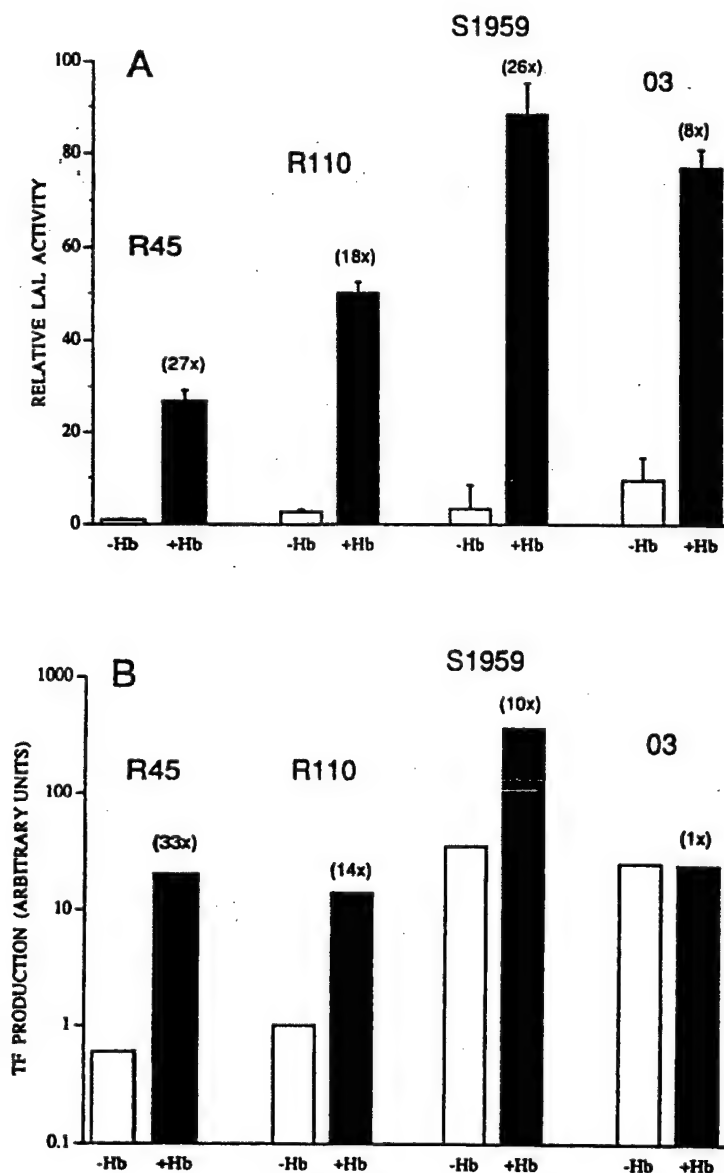 S1959
A
(26x)
03
(8x)
R110
(18x)
R45
(27x)
RELATIVE LAL ACTIVITY
100
80
60
40
20
0
-Hb +Hb -Hb +Hb -Hb +Hb -Hb +Hb
S1959
B
(10x)
03
R45
R110
(33x)
(14x)
(1x)
TF PRODUCTION (ARBITRARY UNITS)
1000
100
10
1
0.1
-Hb +Hb -Hb +Hb -Hb +Hb -Hb +Hb